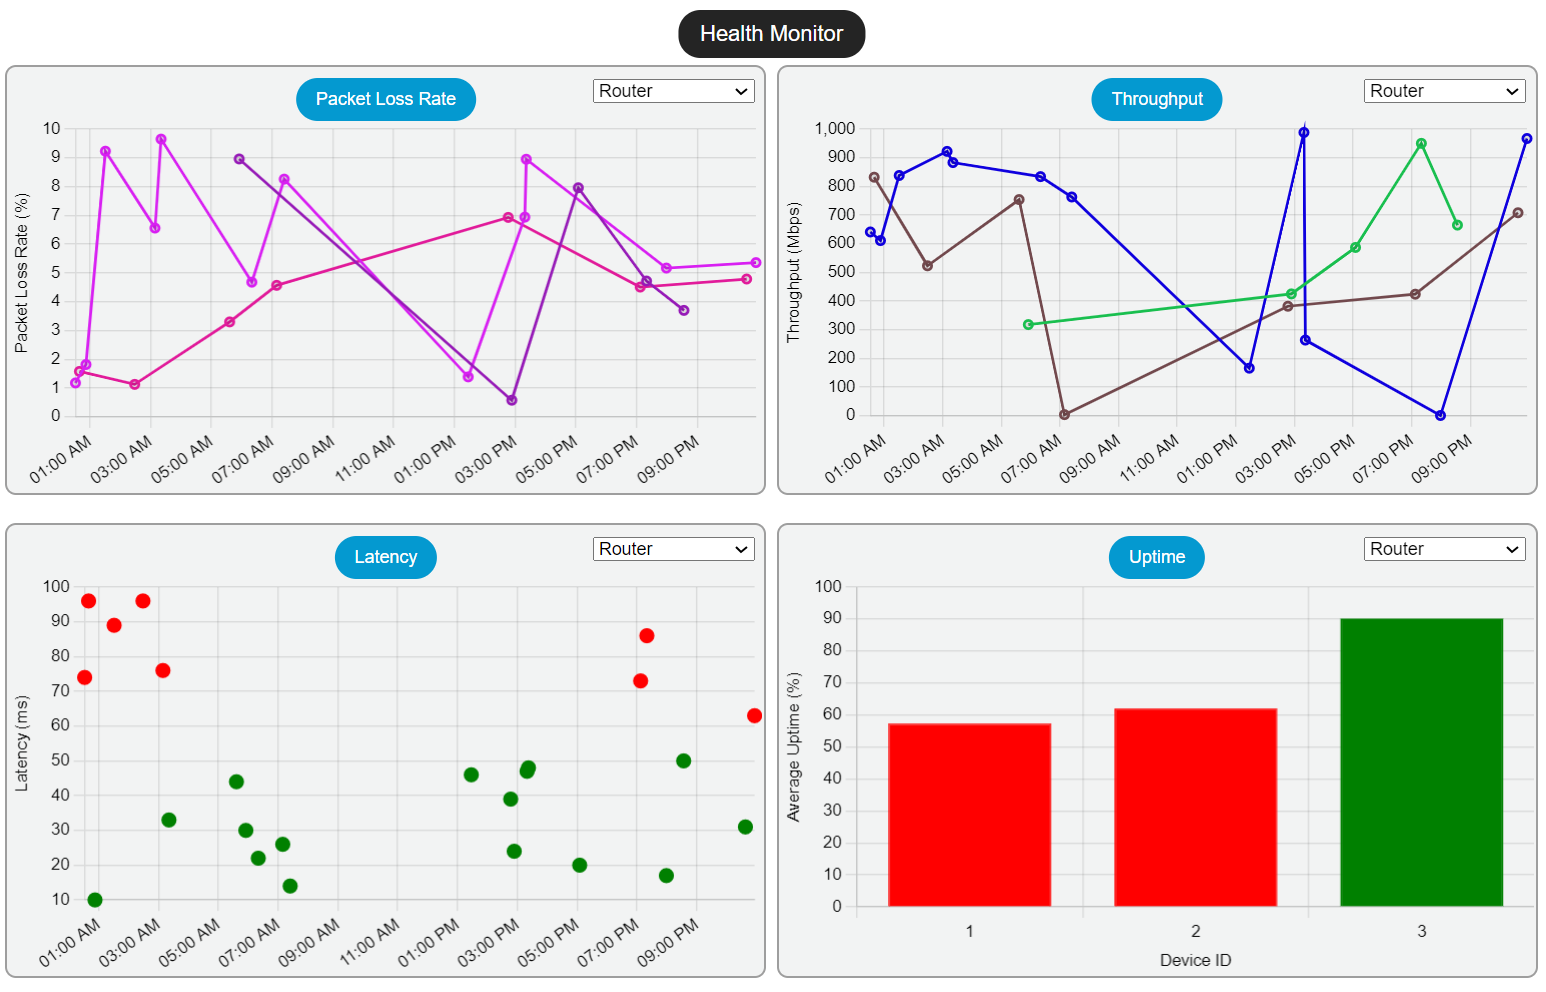 Health Monitor
Packet Loss Rate
Router
Packet Loss Rate (%)
10
9
8
7
6
5
4
3
2
1
0
01:00 AM 03:00 AM 05:00 AM 07:00 AM 09:00 AM 11:00 AM 01:00 PM 03:00 PM 05:00 PM 07:00 PM 09:00 PM
Throughput
Router
Throughput (Mbps)
1,000
900
800
700
600
500
400
300
200
100
0
01:00 AM 03:00 AM 05:00 AM 07:00 AM 09:00 AM 11:00 AM 01:00 PM 03:00 PM 05:00 PM 07:00 PM 09:00 PM
Latency
Router
Latency (ms)
100
90
80
70
60
50
40
30
20
10
01:00 AM 03:00 AM 05:00 AM 07:00 AM 09:00 AM 11:00 AM 01:00 PM 03:00 PM 05:00 PM 07:00 PM 09:00 PM
Uptime
Router
Average Uptime (%)
100
90
80
70
60
50
40
30
20
10
0
1 2 3
Device ID